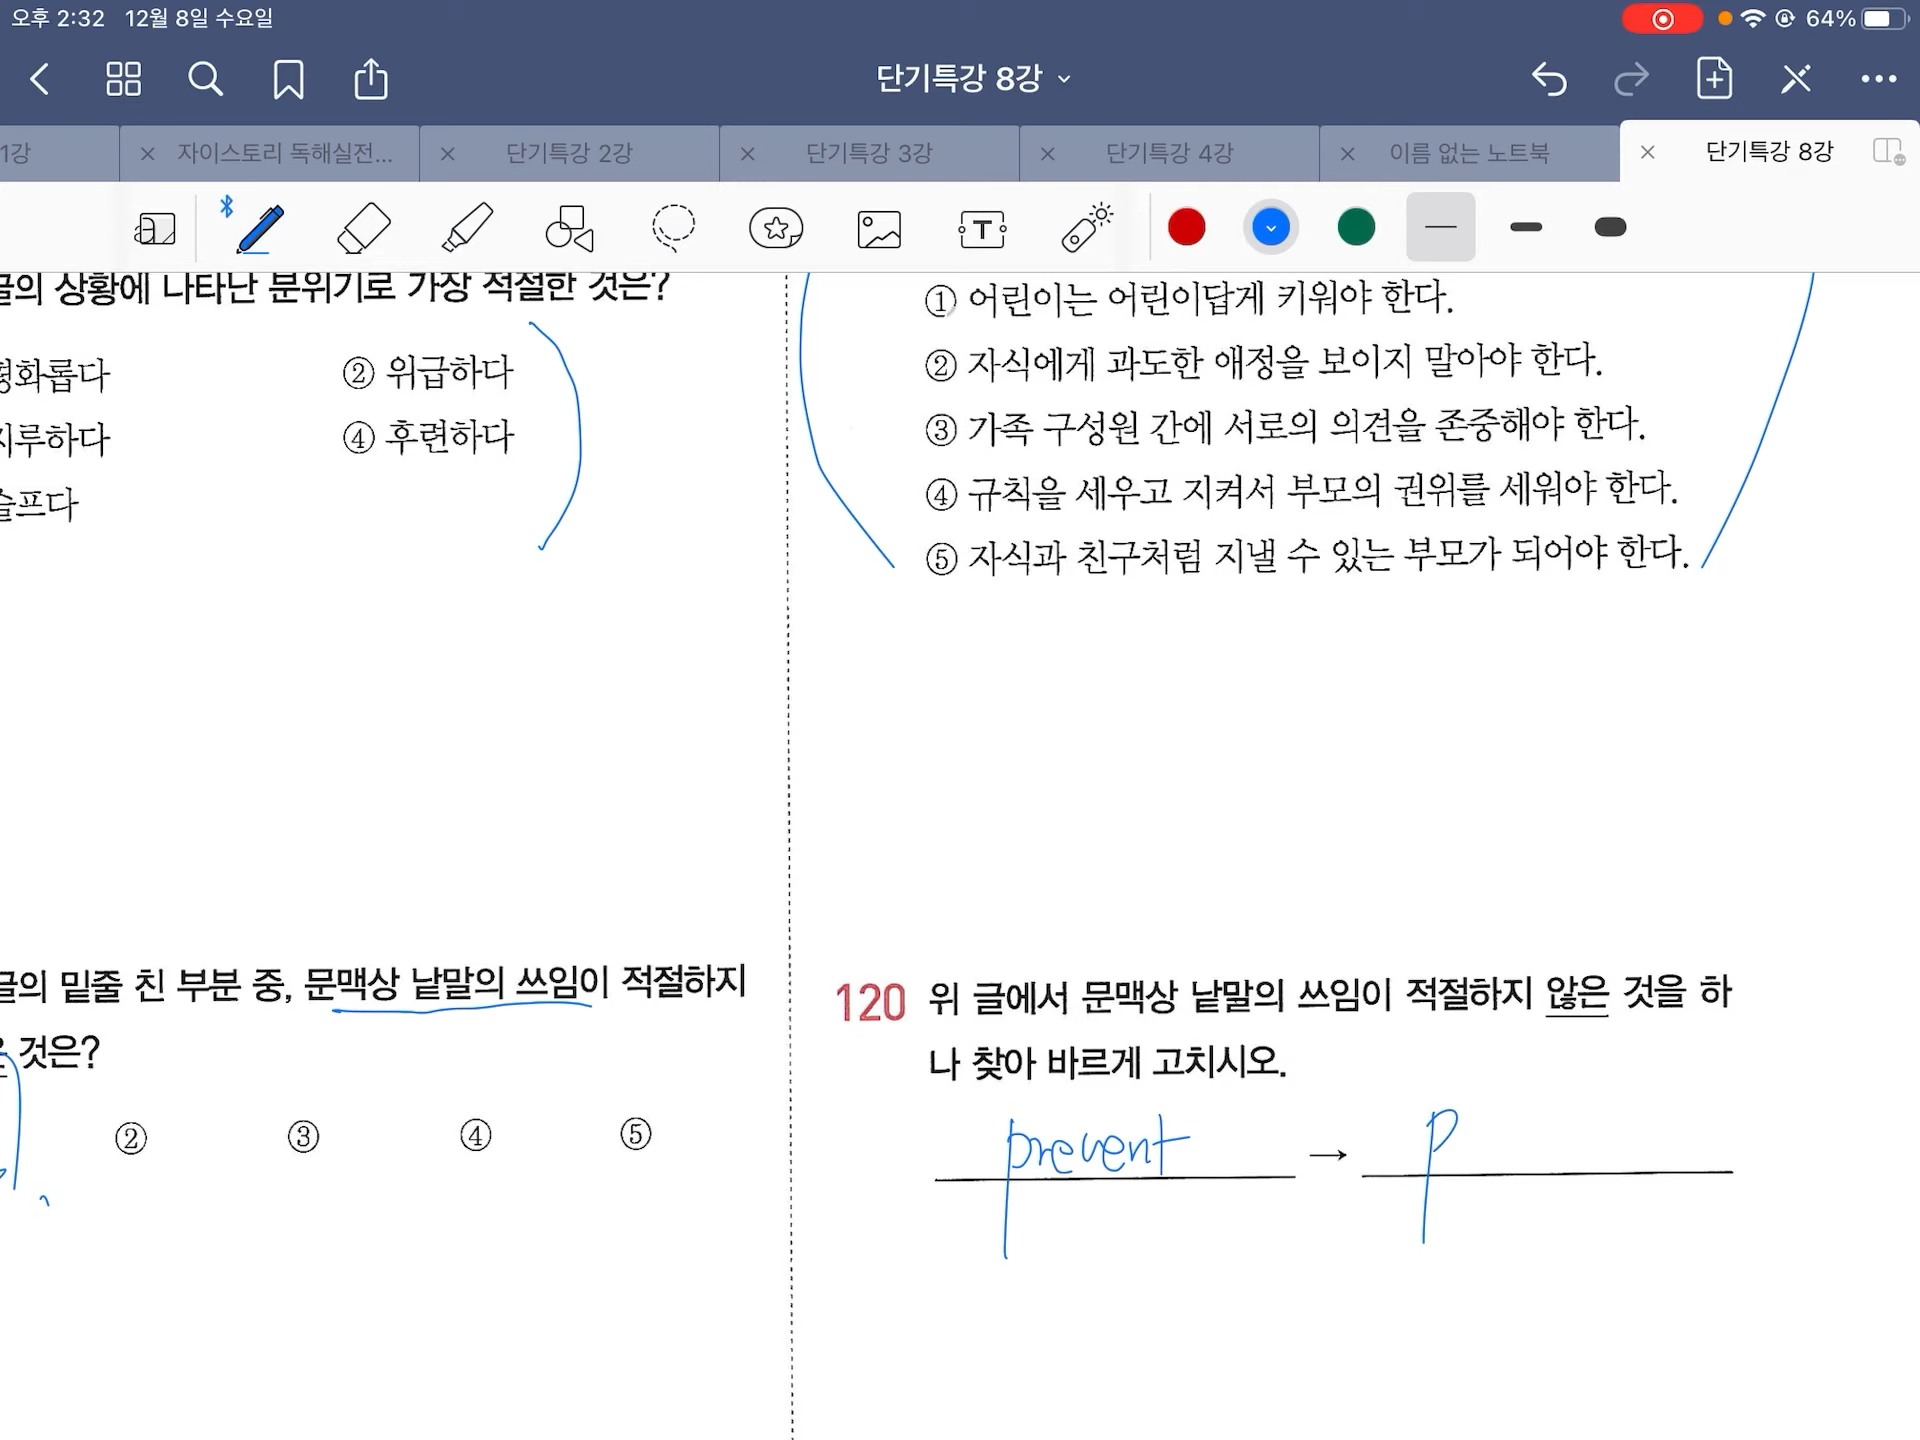 오후 2:32 12월 8일 수요일
64%
단기특강 8강
1강
자이스토리 독해실전...
단기특강 2강
단기특강 3강
단기특강 4강
이름 없는 노트북
단기특강 8강
글의 상황에 나타난 분위기로 가장 적절한 것은?
평화롭다
② 위급하다
지루하다
④ 후련하다
슬프다
글의 밑줄 친 부분 중, 문맥상 낱말의 쓰임이 적절하지
것은?
② ③ ④ ⑤
① 어린이는 어린이답게 키워야 한다.
② 자식에게 과도한 애정을 보이지 말아야 한다.
③ 가족 구성원 간에 서로의 의견을 존중해야 한다.
④ 규칙을 세우고 지켜서 부모의 권위를 세워야 한다.
⑤ 자식과 친구처럼 지낼 수 있는 부모가 되어야 한다.
120 위 글에서 문맥상 낱말의 쓰임이 적절하지 않은 것을 하
나 찾아 바르게 고치시오.
prevent → p